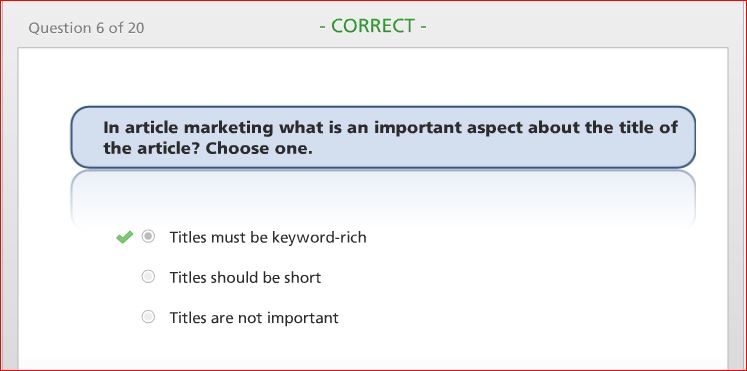 Question 6 of 20
- CORRECT -
In article marketing what is an important aspect about the title of
the article? Choose one.
Titles must be keyword-rich
Titles should be short
Titles are not important